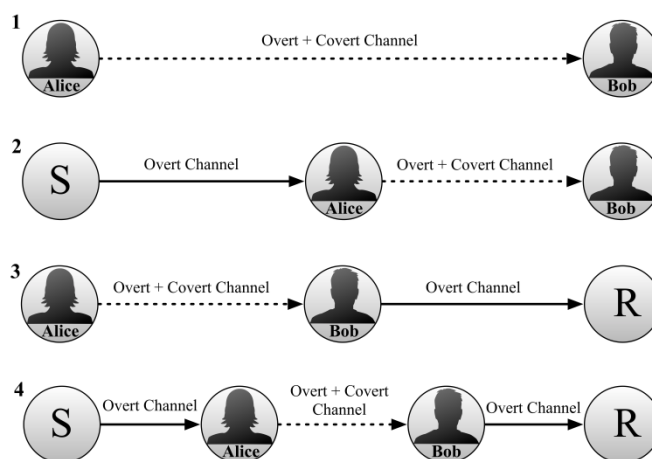 1
Overt + Covert Channel
Alice
Bob
2
S
Overt Channel
Alice
Overt + Covert Channel
Bob
3
Alice
Overt + Covert Channel
Bob
Overt Channel
R
4
S
Overt Channel
Alice
Overt + Covert
Channel
Bob
Overt Channel
R